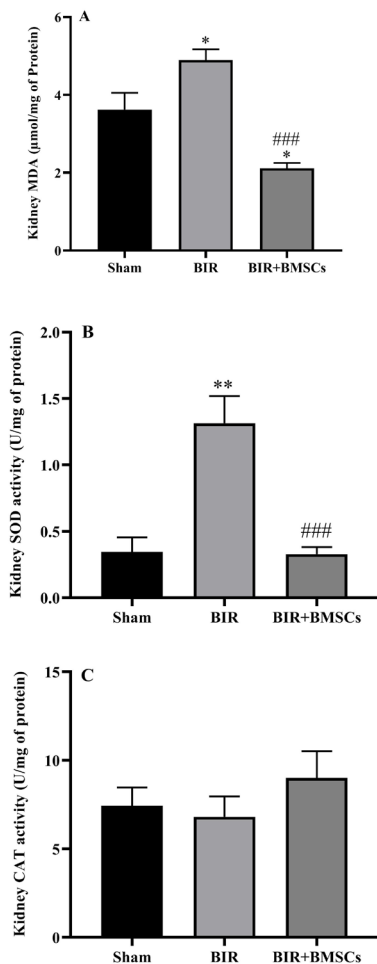 A
Kidney MDA (µmol/mg of Protein)
6
4
2
0
*
###
*
Sham BIR BIR+BMSCs
B
Kidney SOD activity (U/mg of protein)
2.0
1.5
1.0
0.5
0.0
**
###
Sham BIR BIR+BMSCs
C
Kidney CAT activity (U/mg of protein)
15
10
5
0
Sham BIR BIR+BMSCs